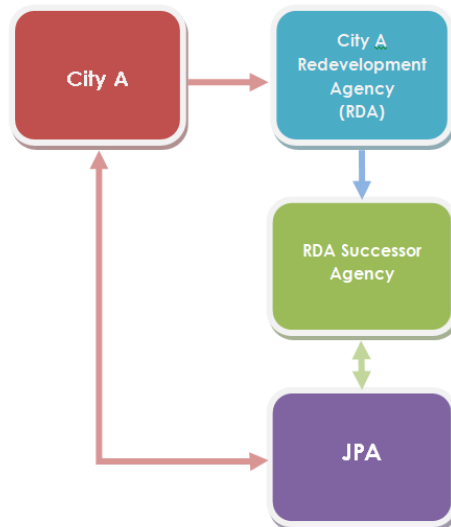 City A
City A
Redevelopment
Agency
(RDA)
RDA Successor
Agency
JPA